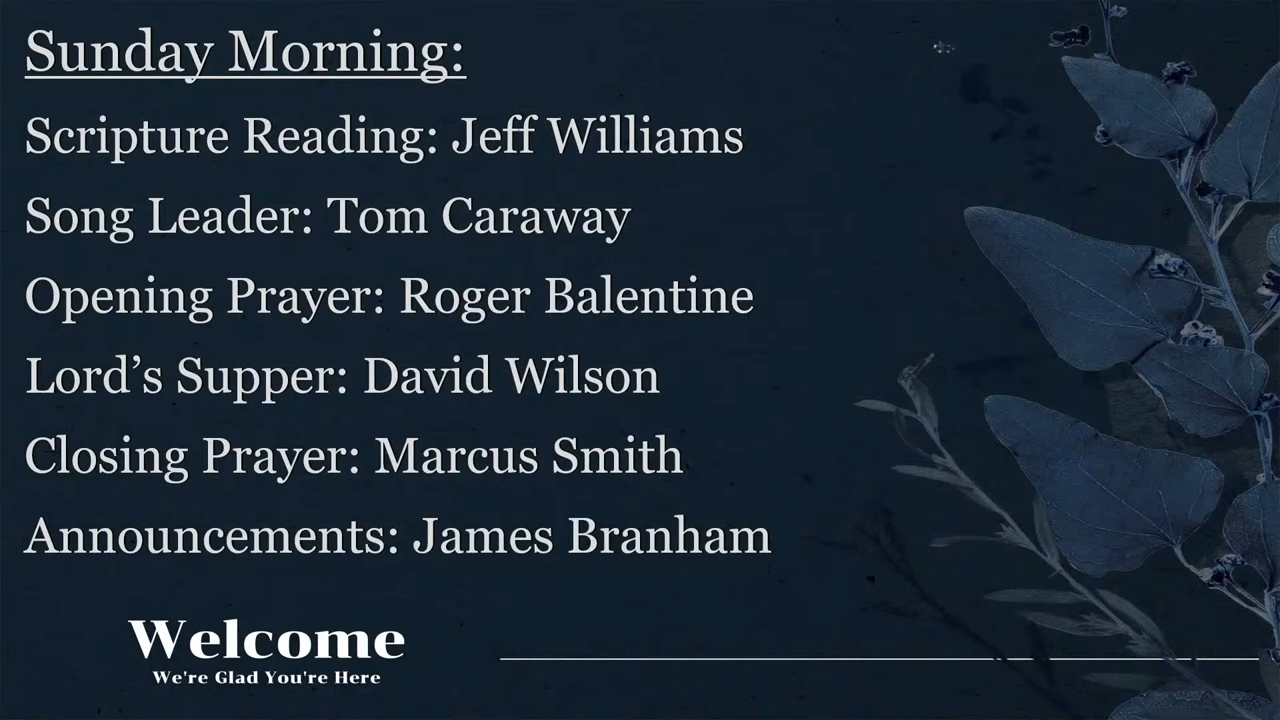 Sunday Morning:
Scripture Reading: Jeff Williams
Song Leader: Tom Caraway
Opening Prayer: Roger Balentine
Lord’s Supper: David Wilson
Closing Prayer: Marcus Smith
Announcements: James Branham
Welcome
We're Glad You're Here